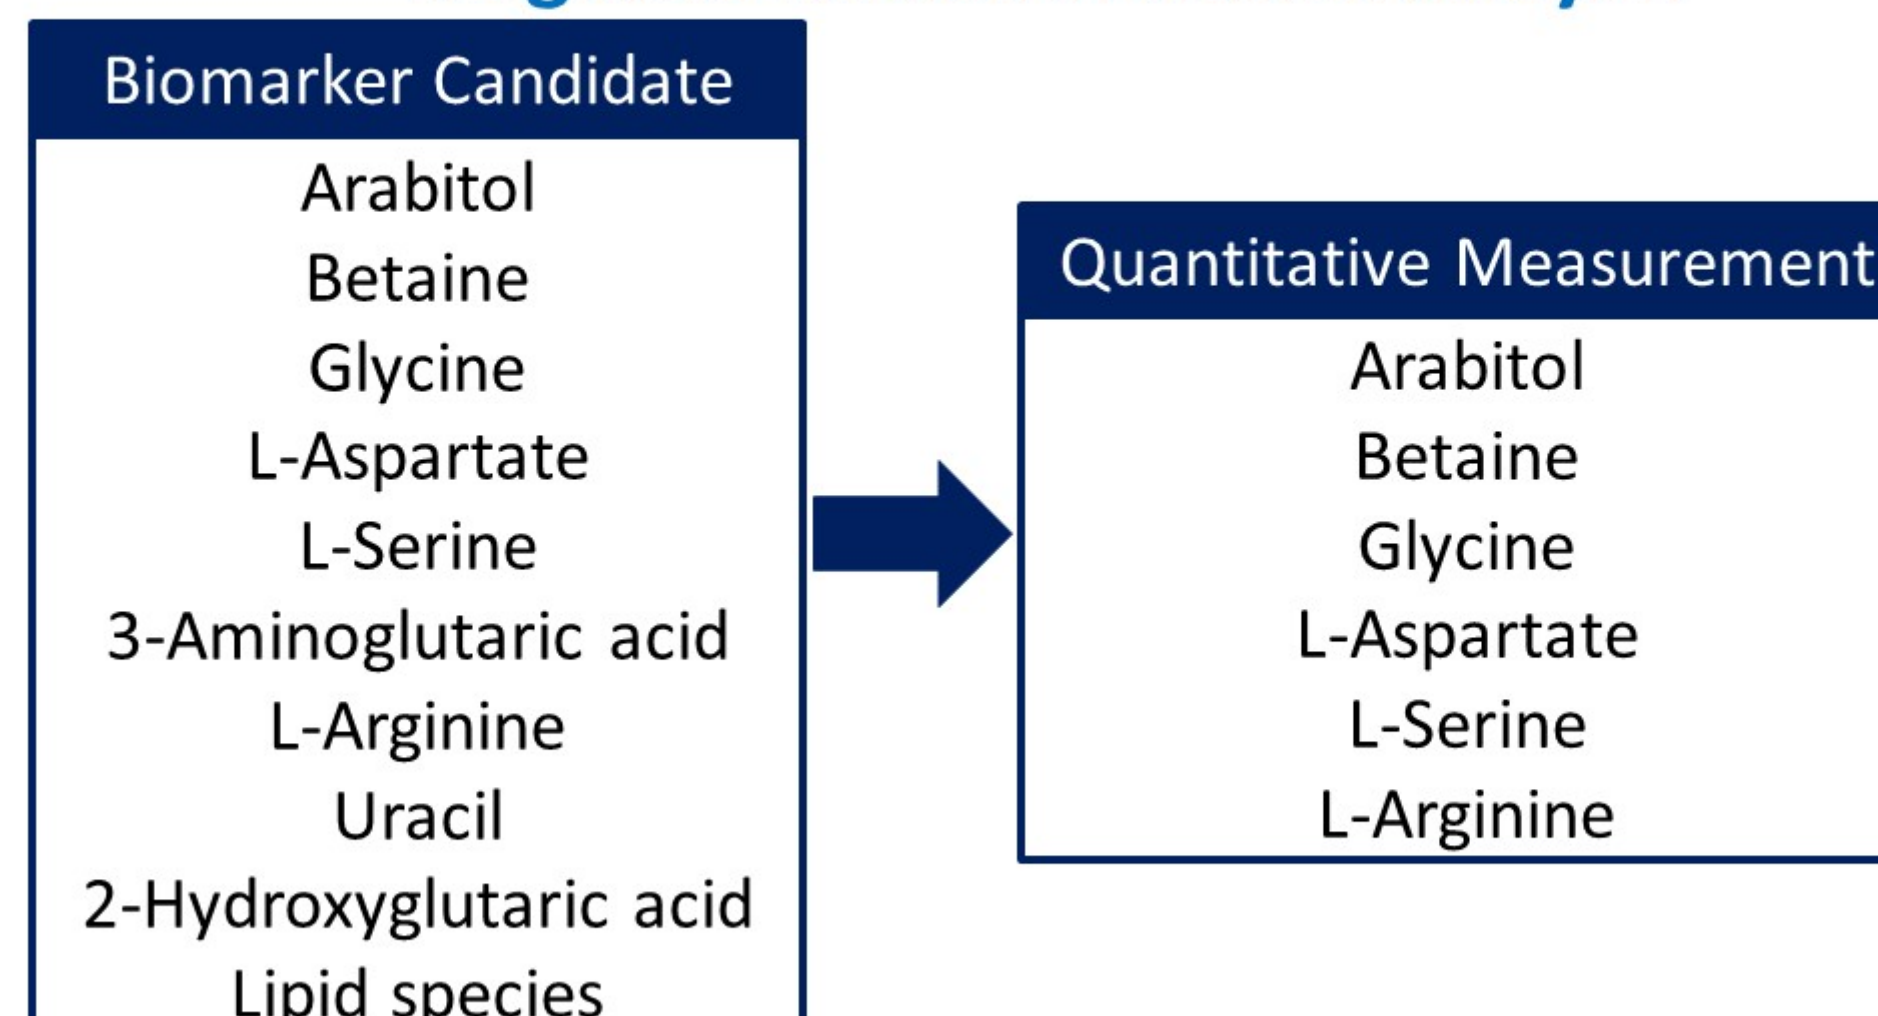 Biomarker Candidate
Arabitol
Betaine
Glycine
L-Aspartate
L-Serine
3-Aminoglutaric acid
L-Arginine
Uracil
2-Hydroxyglutaric acid
Lipid species
Quantitative Measurement
Arabitol
Betaine
Glycine
L-Aspartate
L-Serine
L-Arginine